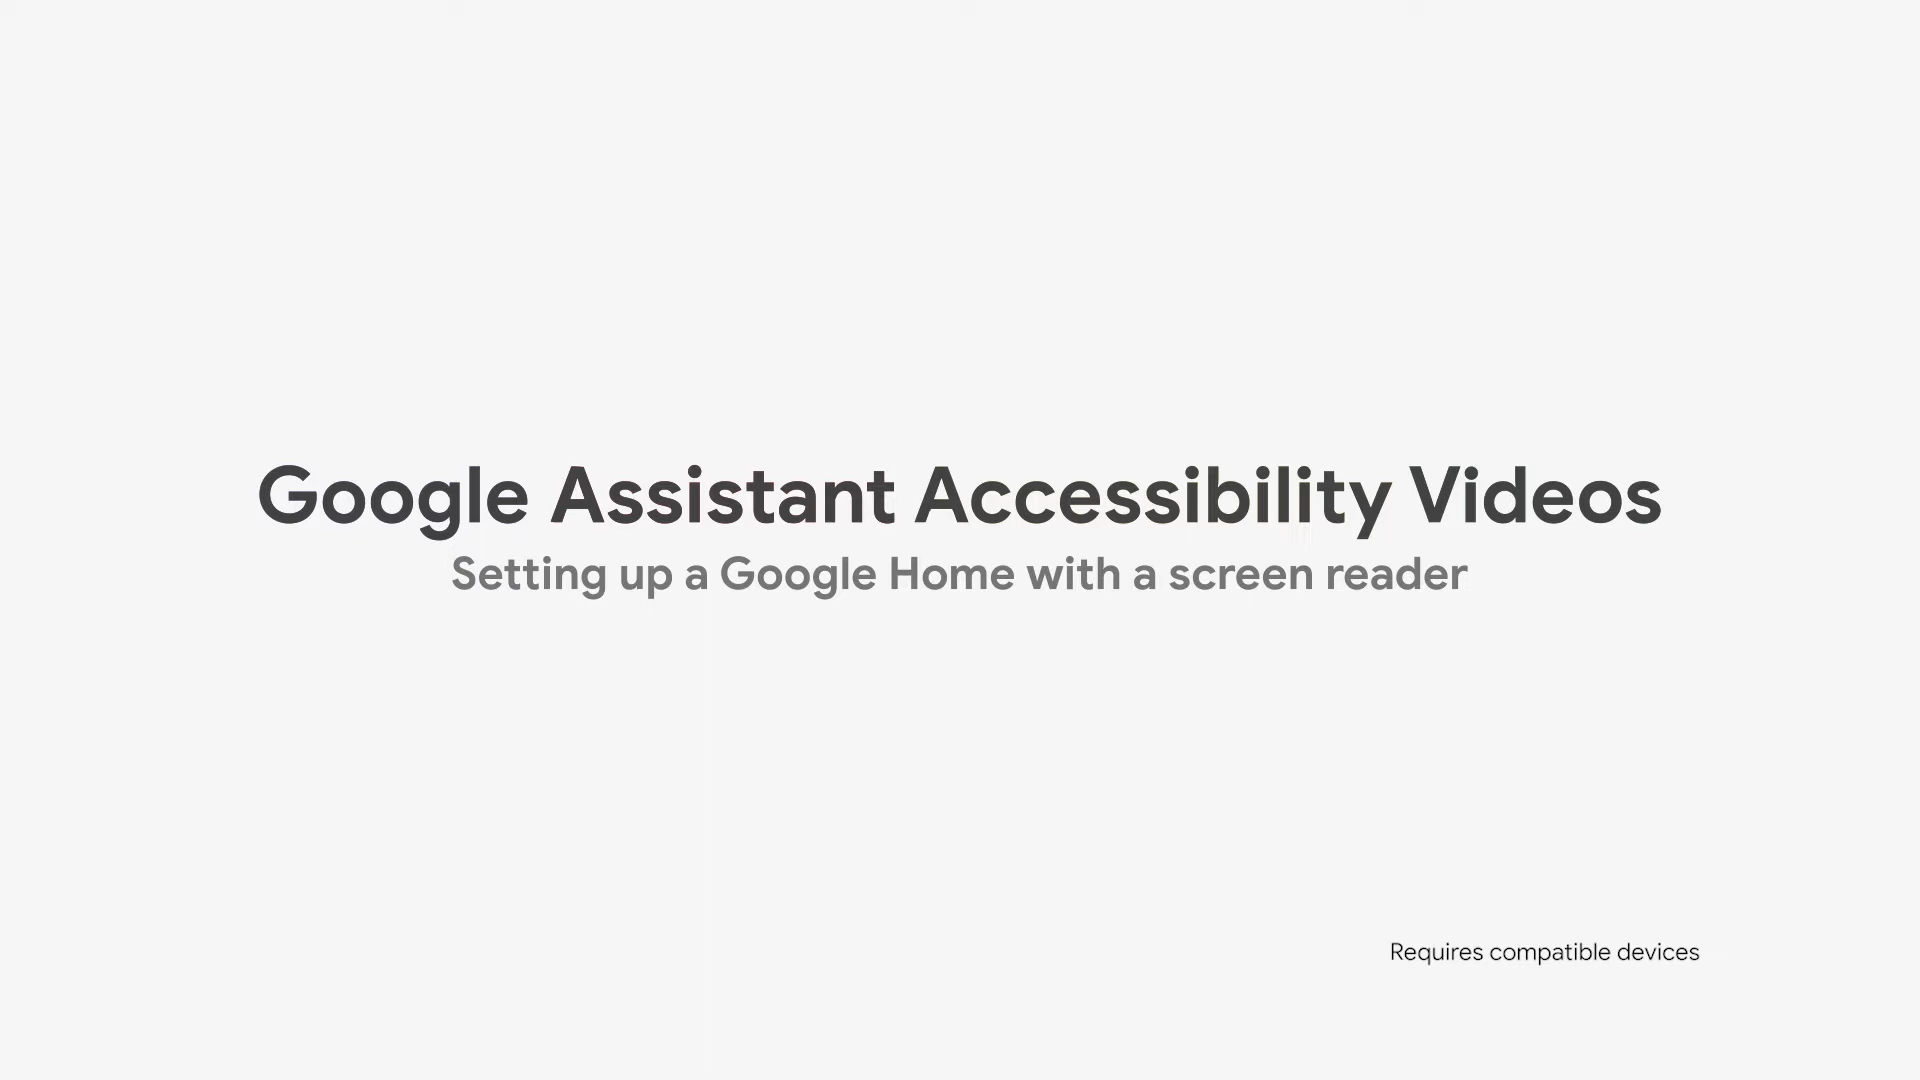 Google Assistant Accessibility Videos
Setting up a Google Home with a screen reader
Requires compatible devices